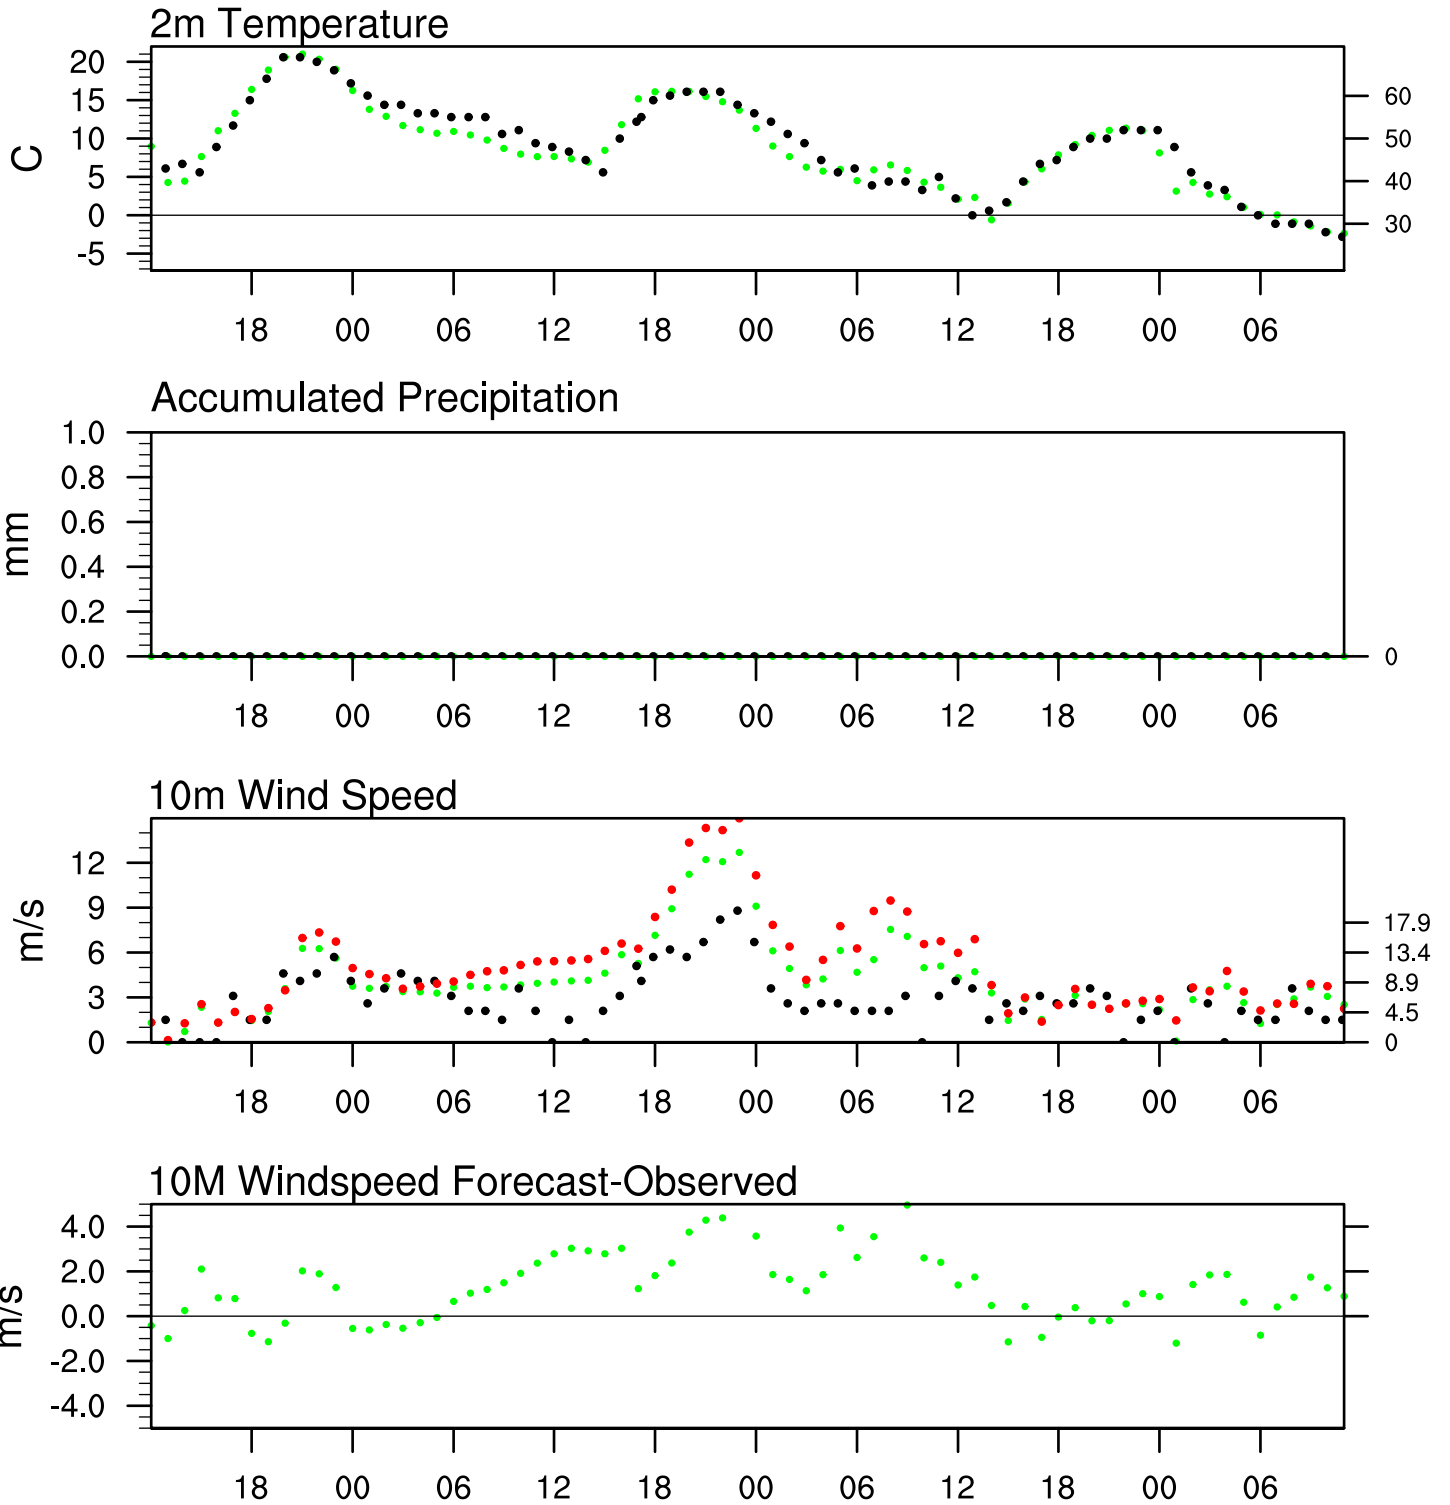 2m Temperature
20
15
10
5
0
-5
C
60
50
40
30
18 00 06 12 18 00 06 12 18 00 06
Accumulated Precipitation
1.0
0.8
0.6
0.4
0.2
0.0
mm
0
18 00 06 12 18 00 06 12 18 00 06
10m Wind Speed
12
9
6
3
0
m/s
17.9
13.4
8.9
4.5
0
18 00 06 12 18 00 06 12 18 00 06
10M Windspeed Forecast-Observed
4.0
2.0
0.0
-2.0
-4.0
m/s
18 00 06 12 18 00 06 12 18 00 06